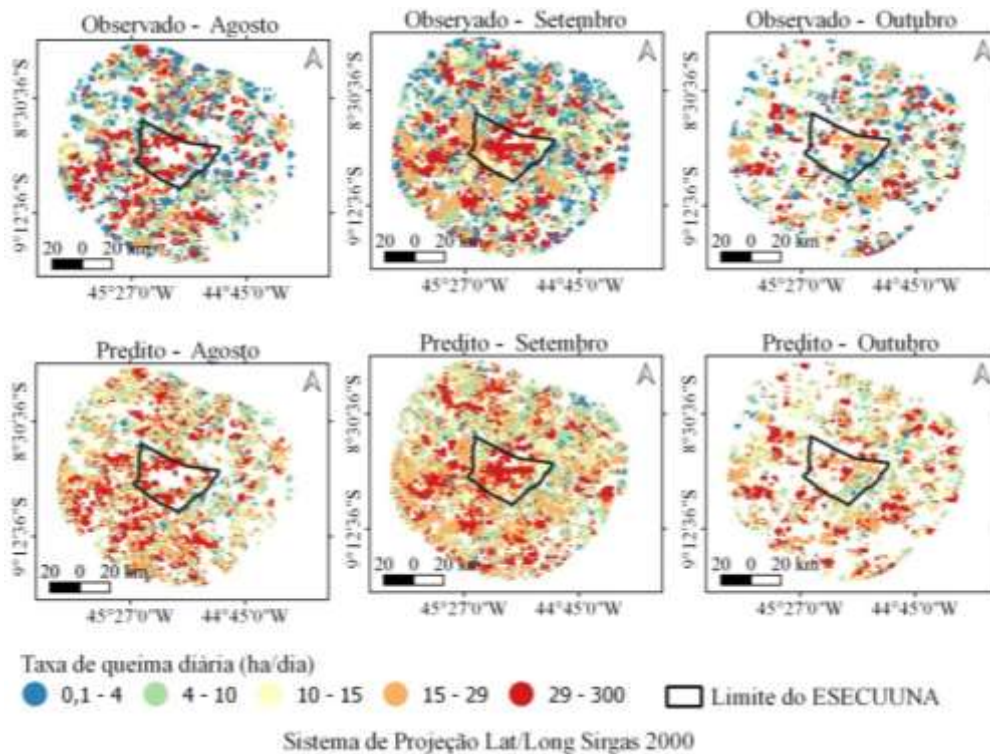 Observado - Agosto
Observado - Setembro
Observado - Outubro
8°30'36"S
9°12'36"S
20 0 20 km
45°27'0"W 44°45'0"W
8°30'36"S
9°12'36"S
20 0 20 km
45°27'0"W 44°45'0"W
8°30'36"S
9°12'36"S
20 0 20 km
45°27'0"W 44°45'0"W
Predito - Agosto
Predito - Setembro
Predito - Outubro
8°30'36"S
9°12'36"S
20 0 20 km
45°27'0"W 44°45'0"W
8°30'36"S
9°12'36"S
20 0 20 km
45°27'0"W 44°45'0"W
8°30'36"S
9°12'36"S
20 0 20 km
45°27'0"W 44°45'0"W
Taxa de queima diária (ha/dia)
0,1 - 4 4 - 10 10 - 15 15 - 29 29 - 300 Limite do ESECUUNA
Sistema de Projeção Lat/Long Sirgas 2000